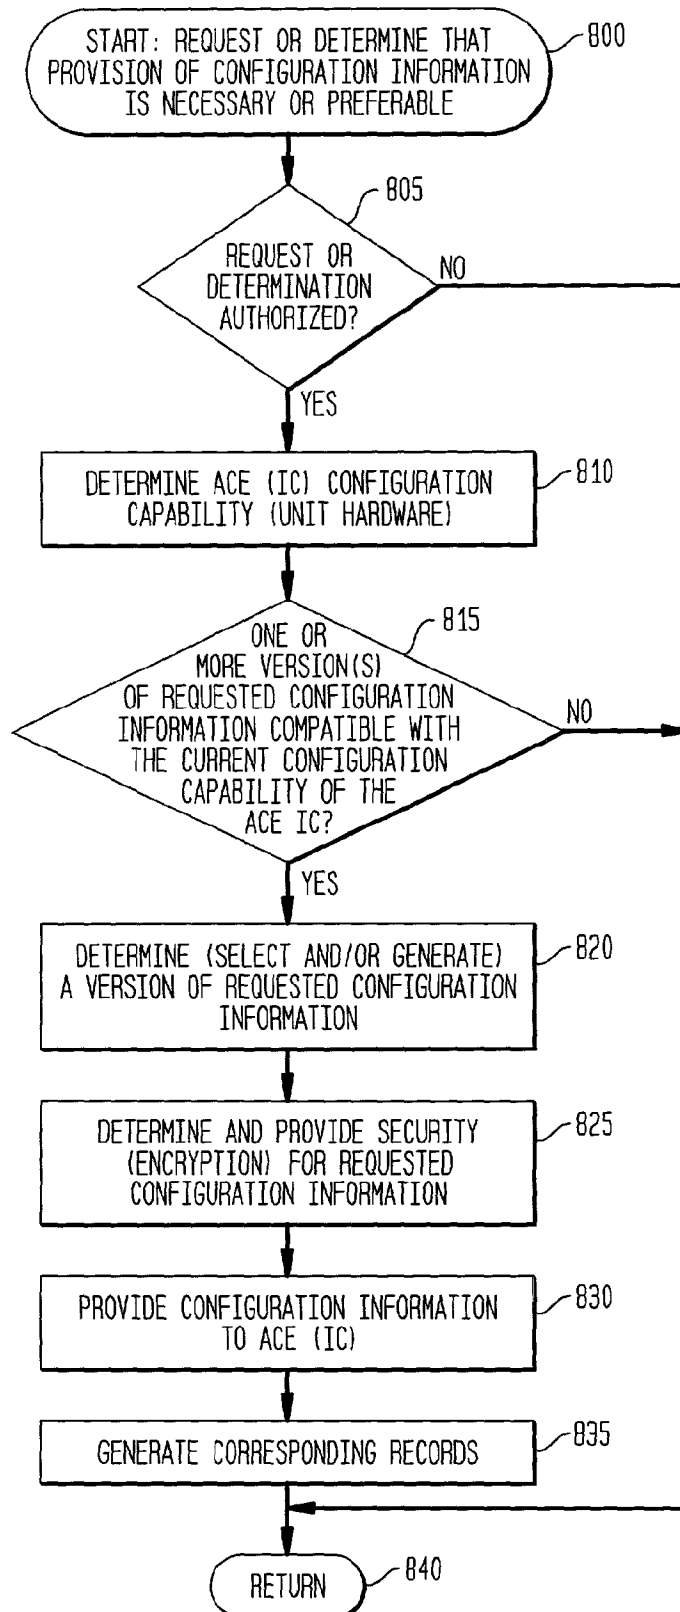 START: REQUEST OR DETERMINE THAT
PROVISION OF CONFIGURATION INFORMATION
IS NECESSARY OR PREFERABLE
800
805
REQUEST OR
DETERMINATION
AUTHORIZED?
NO
YES
DETERMINE ACE (IC) CONFIGURATION
CAPABILITY (UNIT HARDWARE)
810
815
ONE OR
MORE VERSION(S)
OF REQUESTED CONFIGURATION
INFORMATION COMPATIBLE WITH
THE CURRENT CONFIGURATION
CAPABILITY OF THE
ACE IC?
NO
YES
DETERMINE (SELECT AND/OR GENERATE)
A VERSION OF REQUESTED CONFIGURATION
INFORMATION
820
DETERMINE AND PROVIDE SECURITY
(ENCRYPTION) FOR REQUESTED
CONFIGURATION INFORMATION
825
PROVIDE CONFIGURATION INFORMATION
TO ACE (IC)
830
GENERATE CORRESPONDING RECORDS
835
RETURN
840